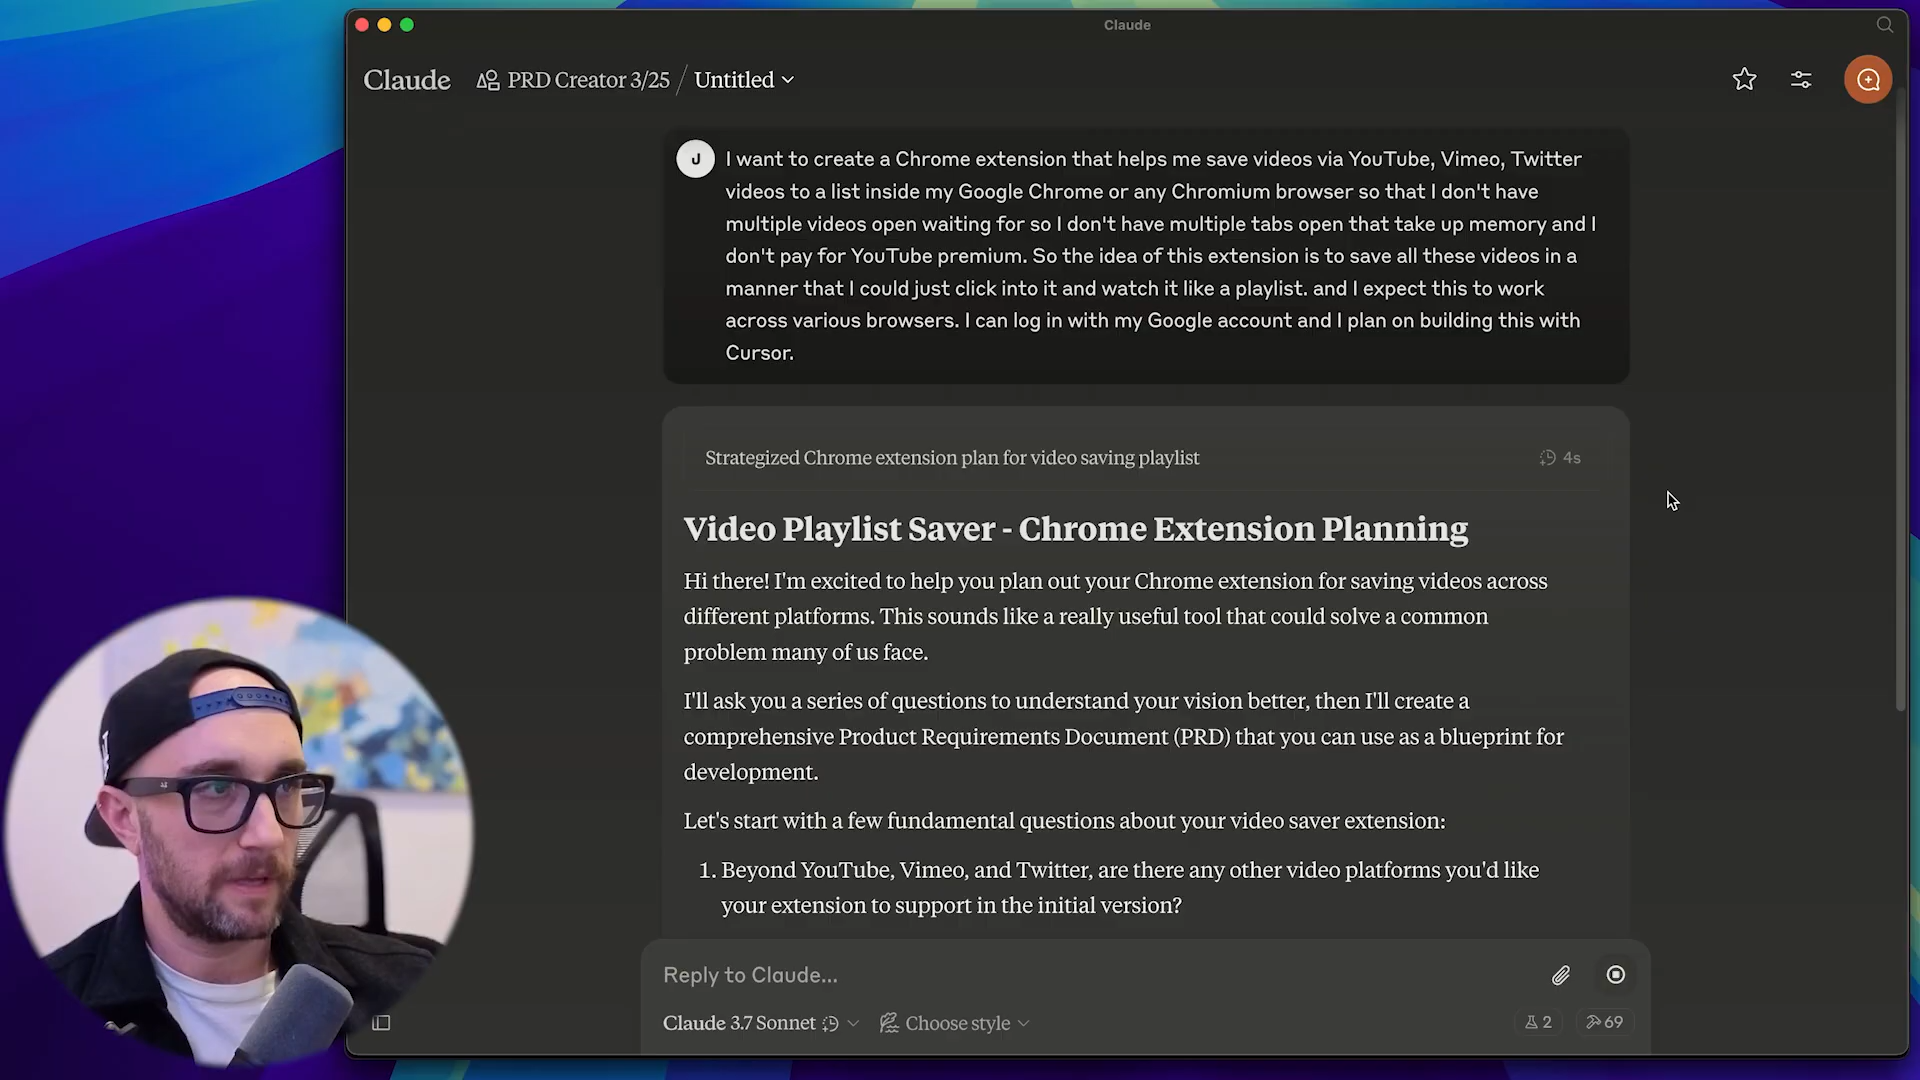 Claude
Claude
PRD Creator 3/25 / Untitled
J
I want to create a Chrome extension that helps me save videos via YouTube, Vimeo, Twitter
videos to a list inside my Google Chrome or any Chromium browser so that I don't have
multiple videos open waiting for so I don't have multiple tabs open that take up memory and I
don't pay for YouTube premium. So the idea of this extension is to save all these videos in a
manner that I could just click into it and watch it like a playlist. and I expect this to work
across various browsers. I can log in with my Google account and I plan on building this with
Cursor.
Strategized Chrome extension plan for video saving playlist
4s
Video Playlist Saver - Chrome Extension Planning
Hi there! I'm excited to help you plan out your Chrome extension for saving videos across
different platforms. This sounds like a really useful tool that could solve a common
problem many of us face.
I'll ask you a series of questions to understand your vision better, then I'll create a
comprehensive Product Requirements Document (PRD) that you can use as a blueprint for
development.
Let's start with a few fundamental questions about your video saver extension:
1. Beyond YouTube, Vimeo, and Twitter, are there any other video platforms you'd like
your extension to support in the initial version?
Reply to Claude...
Claude 3.7 Sonnet
Choose style
2
69